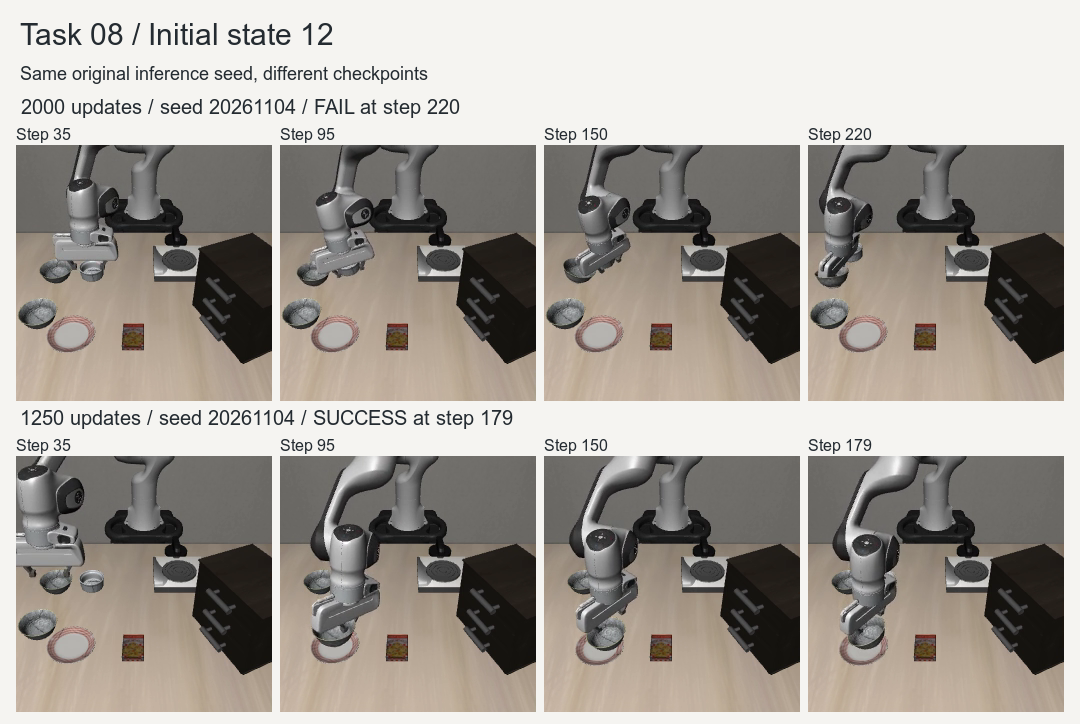 Task 08 / Initial state 12
Same original inference seed, different checkpoints
2000 updates / seed 20261104 / FAIL at step 220
Step 35 Step 95 Step 150 Step 220
1250 updates / seed 20261104 / SUCCESS at step 179
Step 35 Step 95 Step 150 Step 179